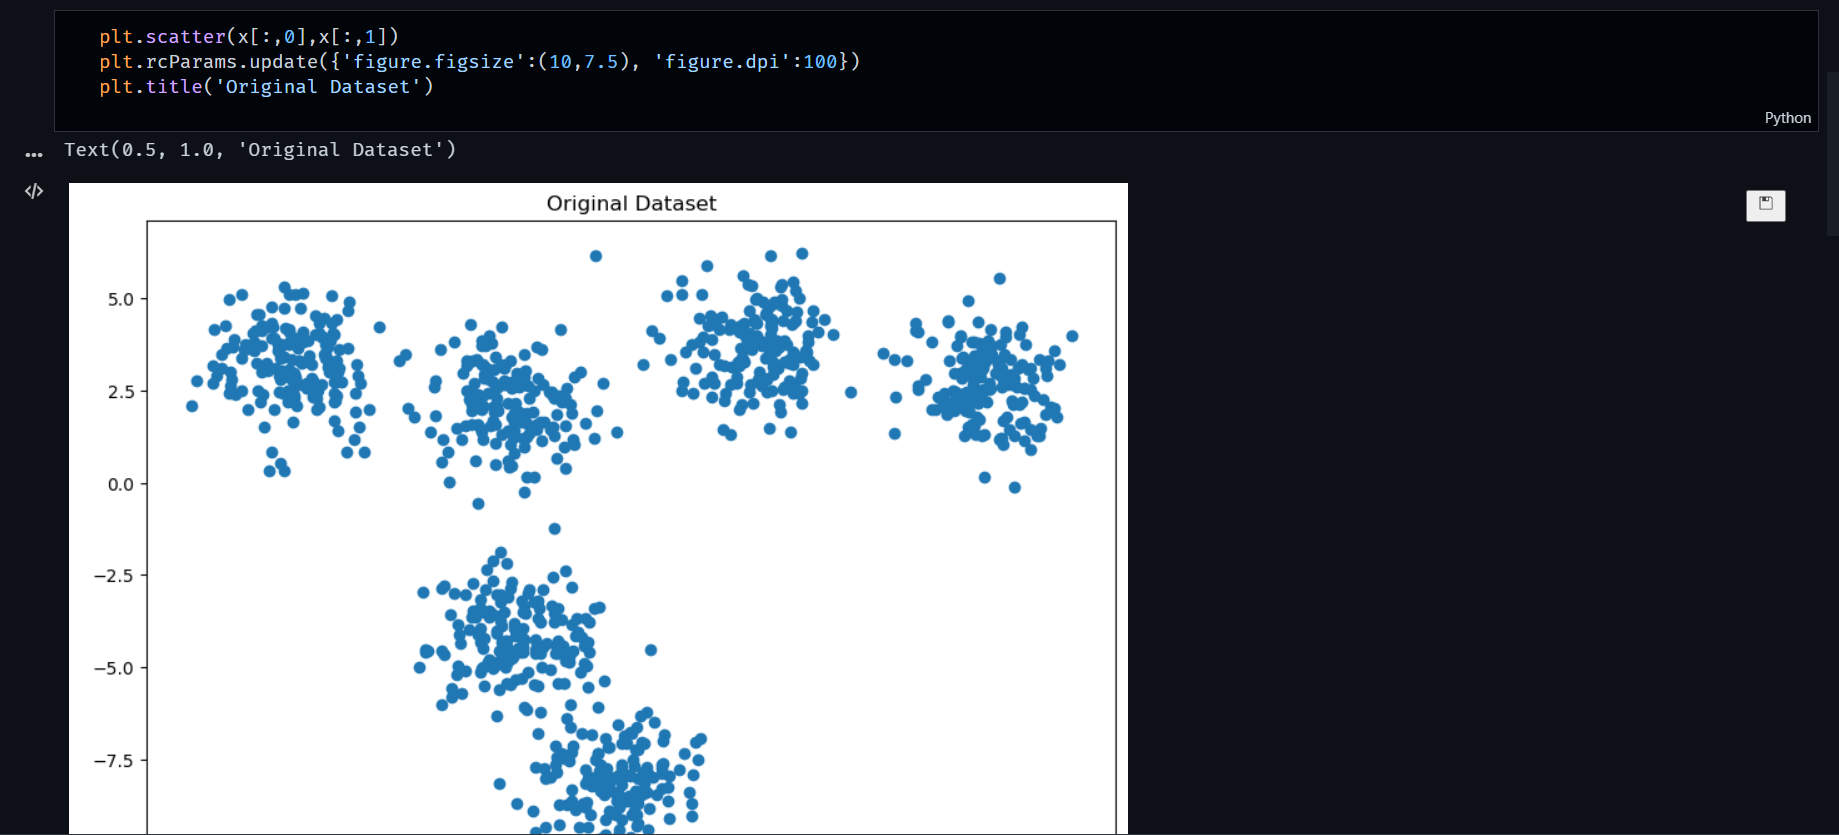 plt.scatter(x[:,0],x[:,1])
plt.rcParams.update({'figure.figsize':(10,7.5), 'figure.dpi':100})
plt.title('Original Dataset')
Python
Text(0.5, 1.0, 'Original Dataset')
Original Dataset
5.0
2.5
0.0
−2.5
−5.0
−7.5